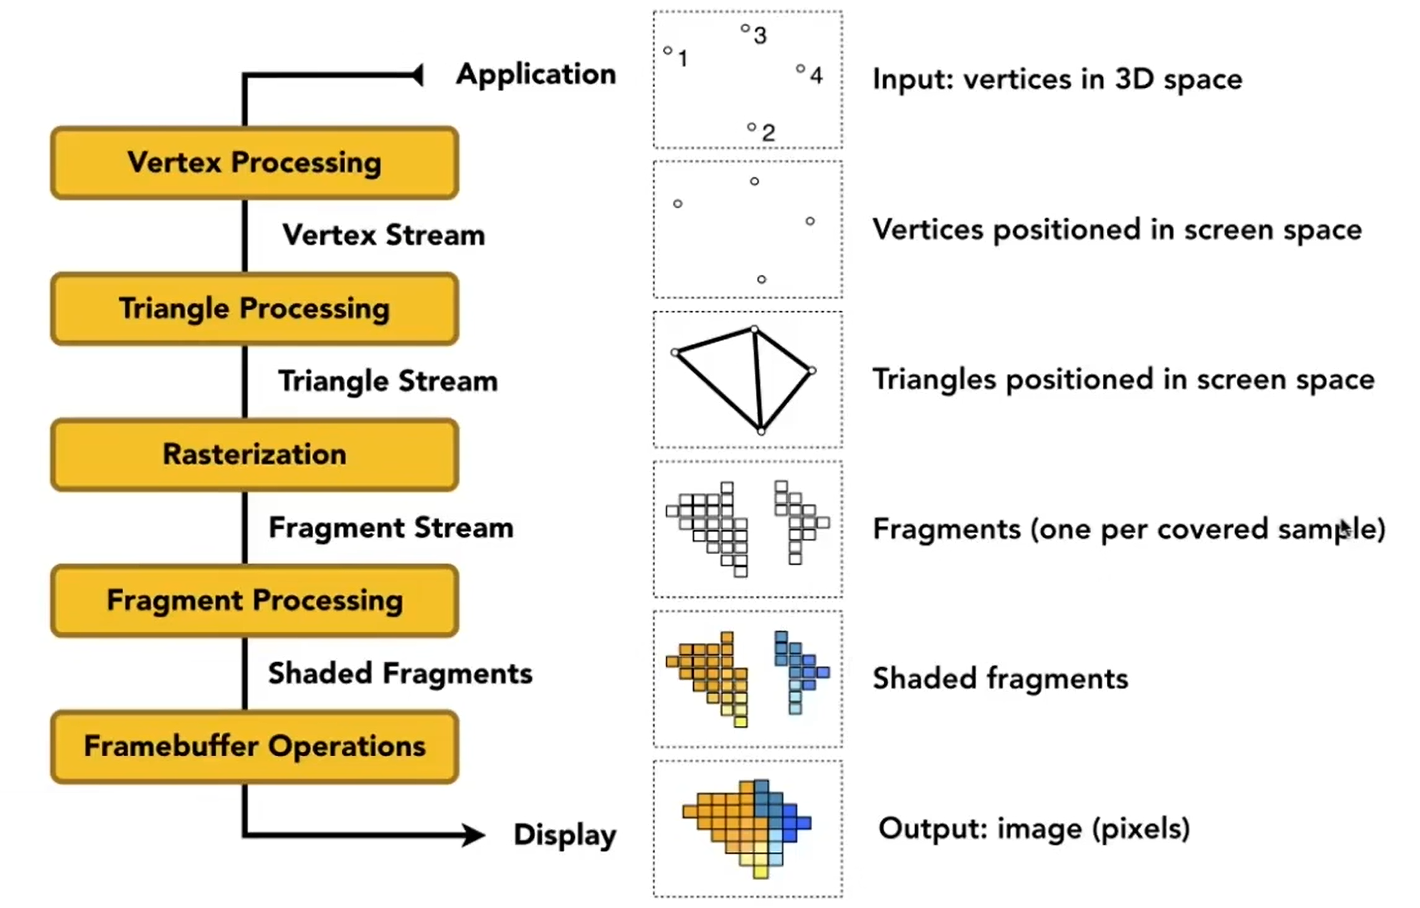 Application
Vertex Processing
Vertex Stream
Triangle Processing
Triangle Stream
Rasterization
Fragment Stream
Fragment Processing
Shaded Fragments
Framebuffer Operations
Display
1
3
4
2
Input: vertices in 3D space
Vertices positioned in screen space
Triangles positioned in screen space
Fragments (one per covered sample)
Shaded fragments
Output: image (pixels)